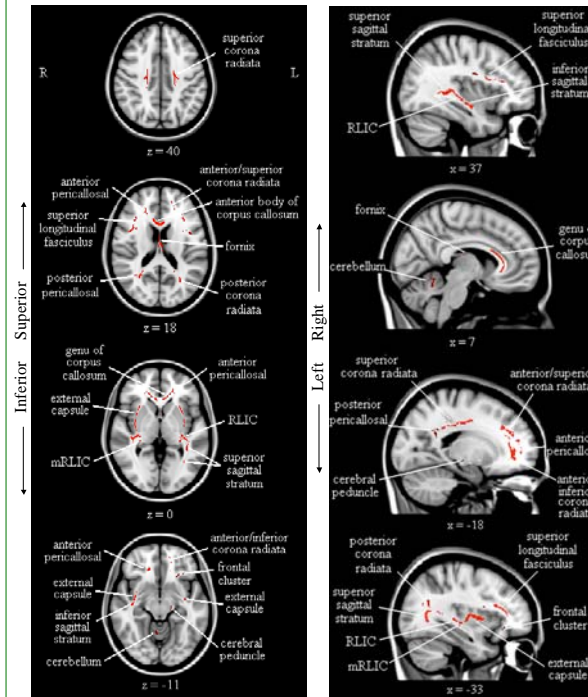 superior
corona
radiata
R
L
z = 40
anterior
pericallosal
anterior/superior
corona radiata
anterior body of
corpus callosum
superior
longitudinal
fasciculus
fornix
posterior
pericallosal
posterior
corona
radiata
z = 18
genu of
corpus
callosum
anterior
pericallosal
external
capsule
RLIC
mRLIC
superior
sagittal
stratum
z = 0
anterior
pericallosal
anterior/inferior
corona radiata
frontal
cluster
external
capsule
external
capsule
inferior
sagittal
stratum
cerebral
peduncle
cerebellum
z = -11
Superior
Inferior
superior
sagittal
stratum
superior
longitudinal
fasciculus
inferior
sagittal
stratum
RLIC
x = 37
fornix
genu of
corpus
callosum
cerebellum
x = 7
superior
corona radiata
anterior/superior
corona radiata
posterior
pericallosal
anterior
pericallosal
cerebral
peduncle
anterior
inferior
corona
radiata
x = -18
posterior
corona
radiata
superior
longitudinal
fasciculus
superior
sagittal
stratum
frontal
cluster
RLIC
mRLIC
external
capsule
x = -33
Right
Left